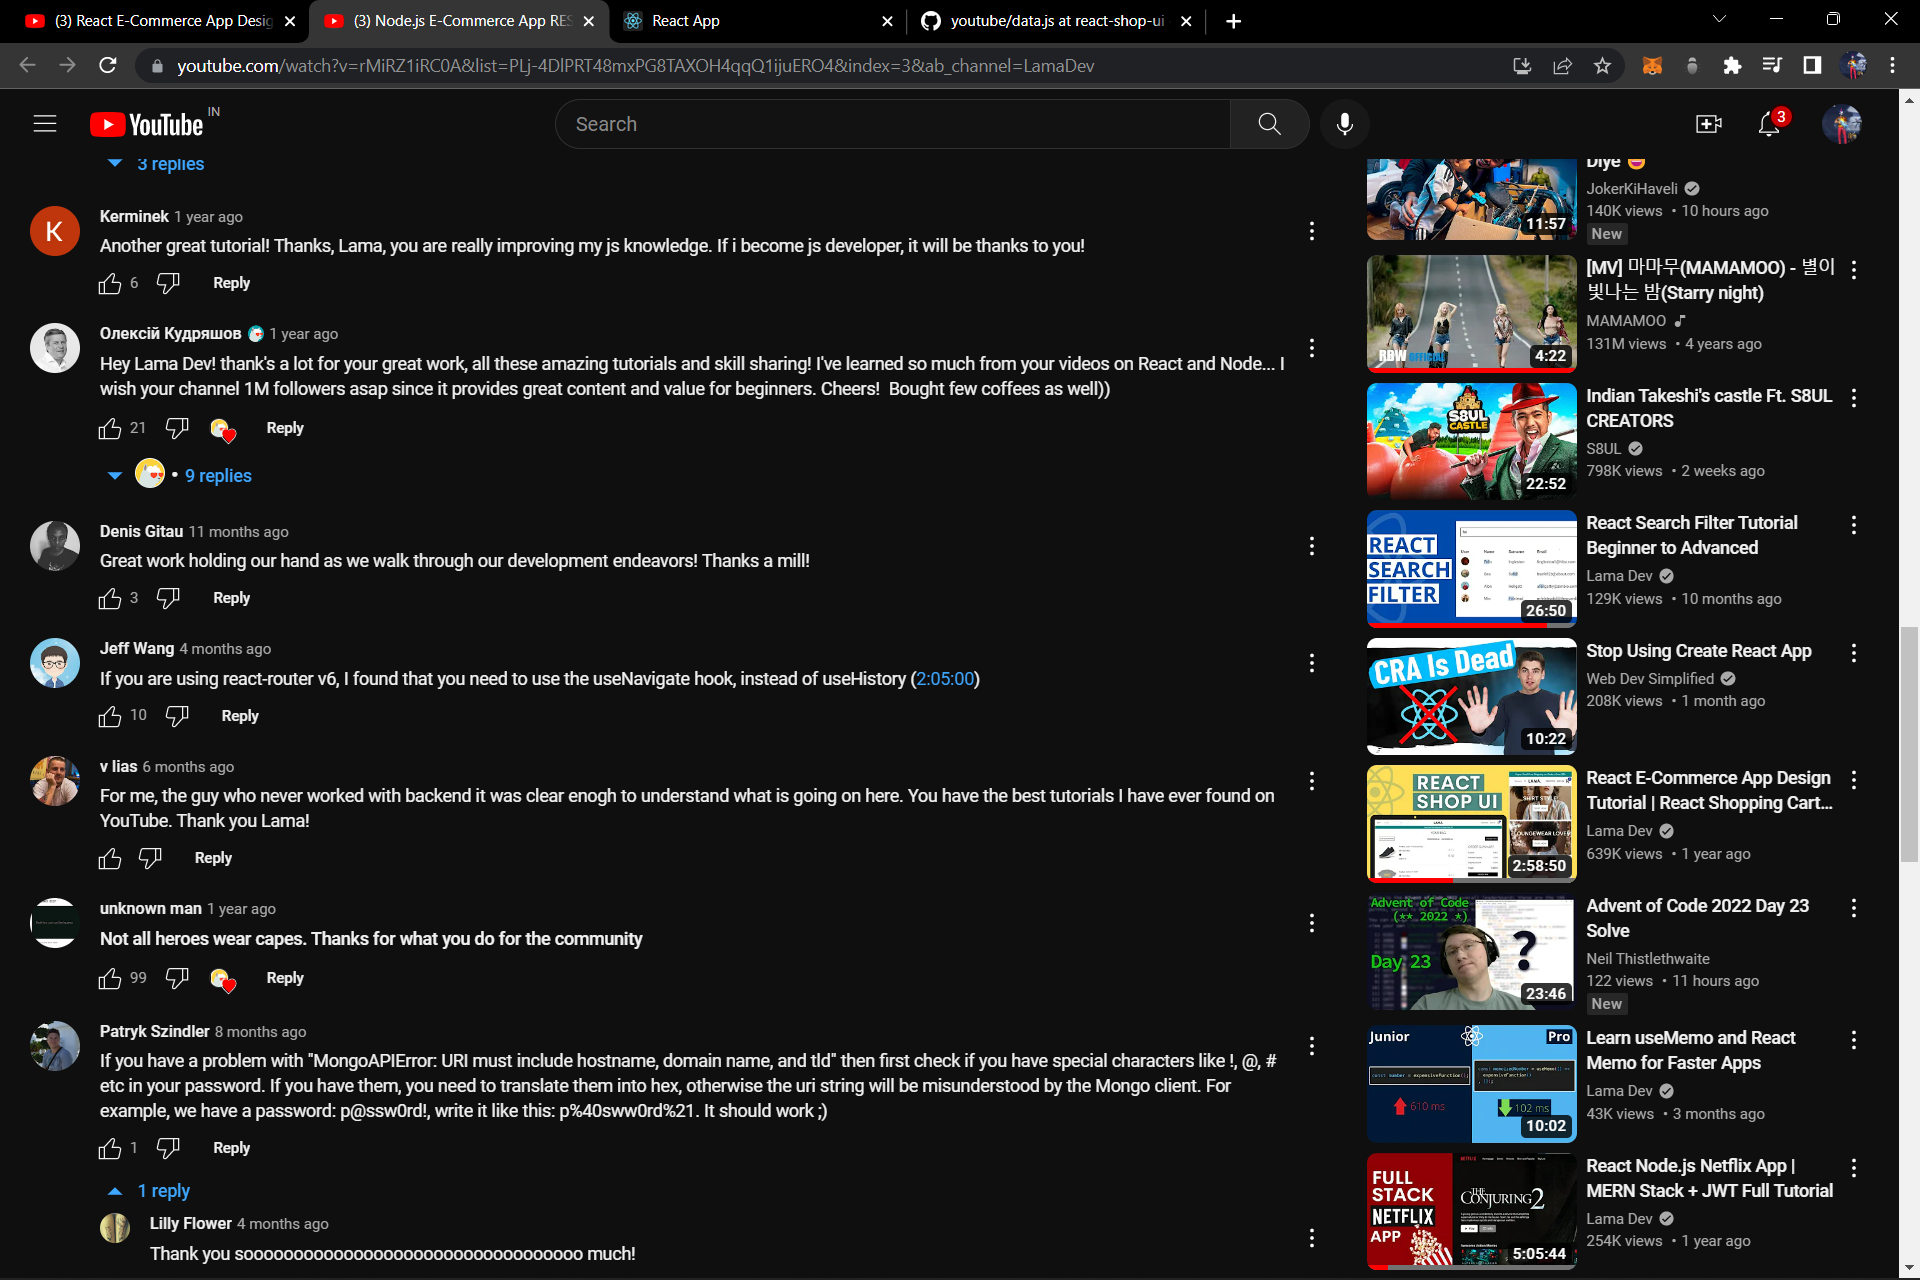 (3) React E-Commerce App Desig
(3) Node.js E-Commerce App RES
React App
youtube/data.js at react-shop-ui
youtube.com/watch?v=rMiRZ1iRC0A&list=PLj-4DlPRT48mxPG8TAXOH4qqQ1ijuERO4&index=3&ab_channel=LamaDev
YouTube IN
Search
3
3 replies
Kerminek 1 year ago
Another great tutorial! Thanks, Lama, you are really improving my js knowledge. If i become js developer, it will be thanks to you!
6 Reply
Олексій Кудряшов 1 year ago
Hey Lama Dev! thank's a lot for your great work, all these amazing tutorials and skill sharing! I've learned so much from your videos on React and Node... I
wish your channel 1M followers asap since it provides great content and value for beginners. Cheers! Bought few coffees as well))
21 Reply
• 9 replies
Denis Gitau 11 months ago
Great work holding our hand as we walk through our development endeavors! Thanks a mill!
3 Reply
Jeff Wang 4 months ago
If you are using react-router v6, I found that you need to use the useNavigate hook, instead of useHistory (2:05:00)
10 Reply
v lias 6 months ago
For me, the guy who never worked with backend it was clear enogh to understand what is going on here. You have the best tutorials I have ever found on
YouTube. Thank you Lama!
Reply
unknown man 1 year ago
Not all heroes wear capes. Thanks for what you do for the community
99 Reply
Patryk Szindler 8 months ago
If you have a problem with "MongoAPIError: URI must include hostname, domain name, and tld" then first check if you have special characters like !, @, #
etc in your password. If you have them, you need to translate them into hex, otherwise the uri string will be misunderstood by the Mongo client. For
example, we have a password: p@ssw0rd!, write it like this: p%40sww0rd%21. It should work ;)
1 Reply
1 reply
Lilly Flower 4 months ago
Thank you soooooooooooooooooooooooooooooooooo much!
Diye
JokerKiHaveli
140K views • 10 hours ago
New
11:57
[MV] 마마무(MAMAMOO) - 별이
빛나는 밤(Starry night)
MAMAMOO
131M views • 4 years ago
RBW OFFICIAL
4:22
Indian Takeshi's castle Ft. S8UL
CREATORS
S8UL
798K views • 2 weeks ago
S8UL
CASTLE
22:52
React Search Filter Tutorial
Beginner to Advanced
Lama Dev
129K views • 10 months ago
REACT
SEARCH
FILTER
26:50
Stop Using Create React App
Web Dev Simplified
208K views • 1 month ago
CRA Is Dead
10:22
React E-Commerce App Design
Tutorial | React Shopping Cart...
Lama Dev
639K views • 1 year ago
REACT
SHOP UI
2:58:50
Advent of Code 2022 Day 23
Solve
Neil Thistlethwaite
122 views • 11 hours ago
New
Advent of Code
(** 2022 *)
Day 23
?
23:46
Learn useMemo and React
Memo for Faster Apps
Lama Dev
43K views • 3 months ago
Junior
Pro
610 ms
102 ms
10:02
React Node.js Netflix App |
MERN Stack + JWT Full Tutorial
Lama Dev
254K views • 1 year ago
FULL
STACK
NETFLIX
APP
THE
CONJURING 2
5:05:44